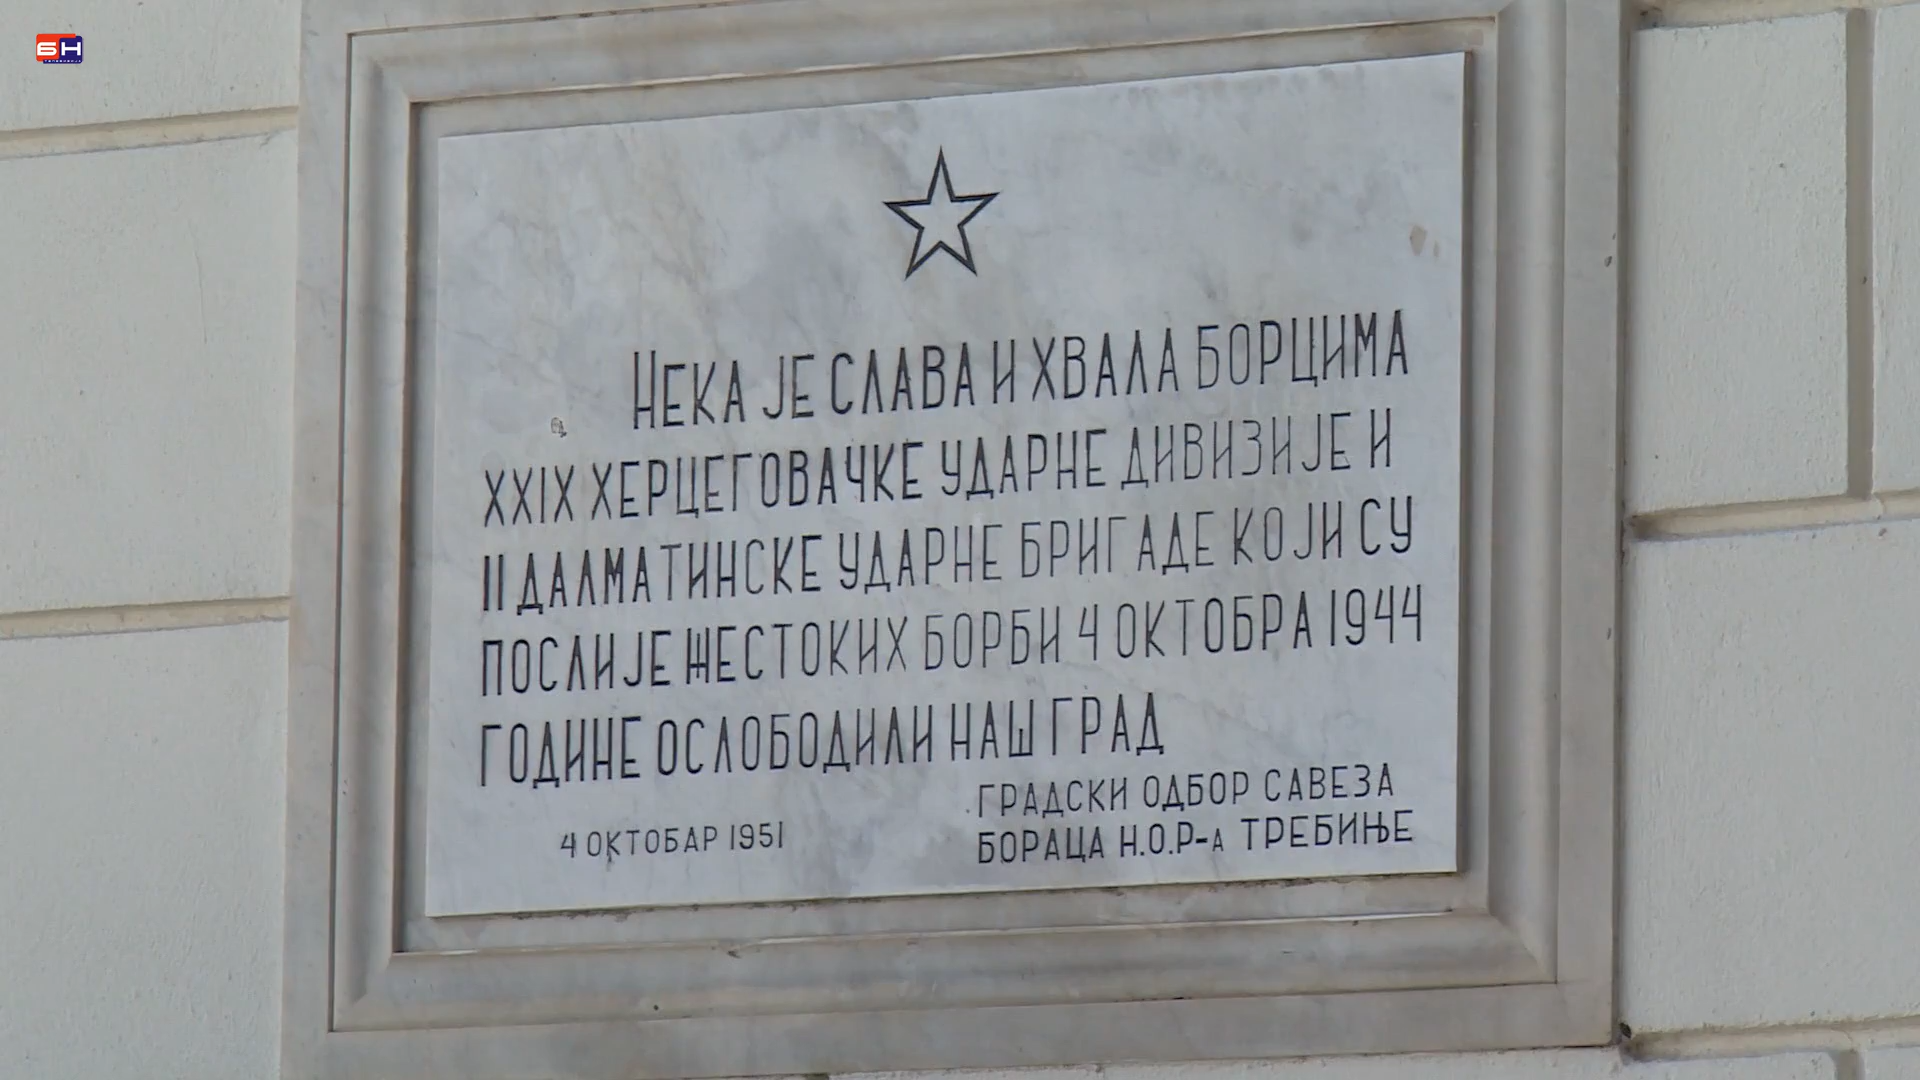 БН
НЕКА ЈЕ СЛАВА И ХВАЛА БОРЦИМА
XXIX ХЕРЦЕГОВАЧКЕ УДАРНЕ ДИВИЗИЈЕ И
II ДАЛМАТИНСКЕ УДАРНЕ БРИГАДЕ КОЈИ СУ
ПОСЛИЈЕ ЖЕСТОКИХ БОРБИ 4 ОКТОБРА 1944
ГОДИНЕ ОСЛОБОДИЛИ НАШ ГРАД
ГРАДСКИ ОДБОР САВЕЗА
4 ОКТОБАР 1951 БОРАЦА Н.О.Р-А ТРЕБИЊЕ